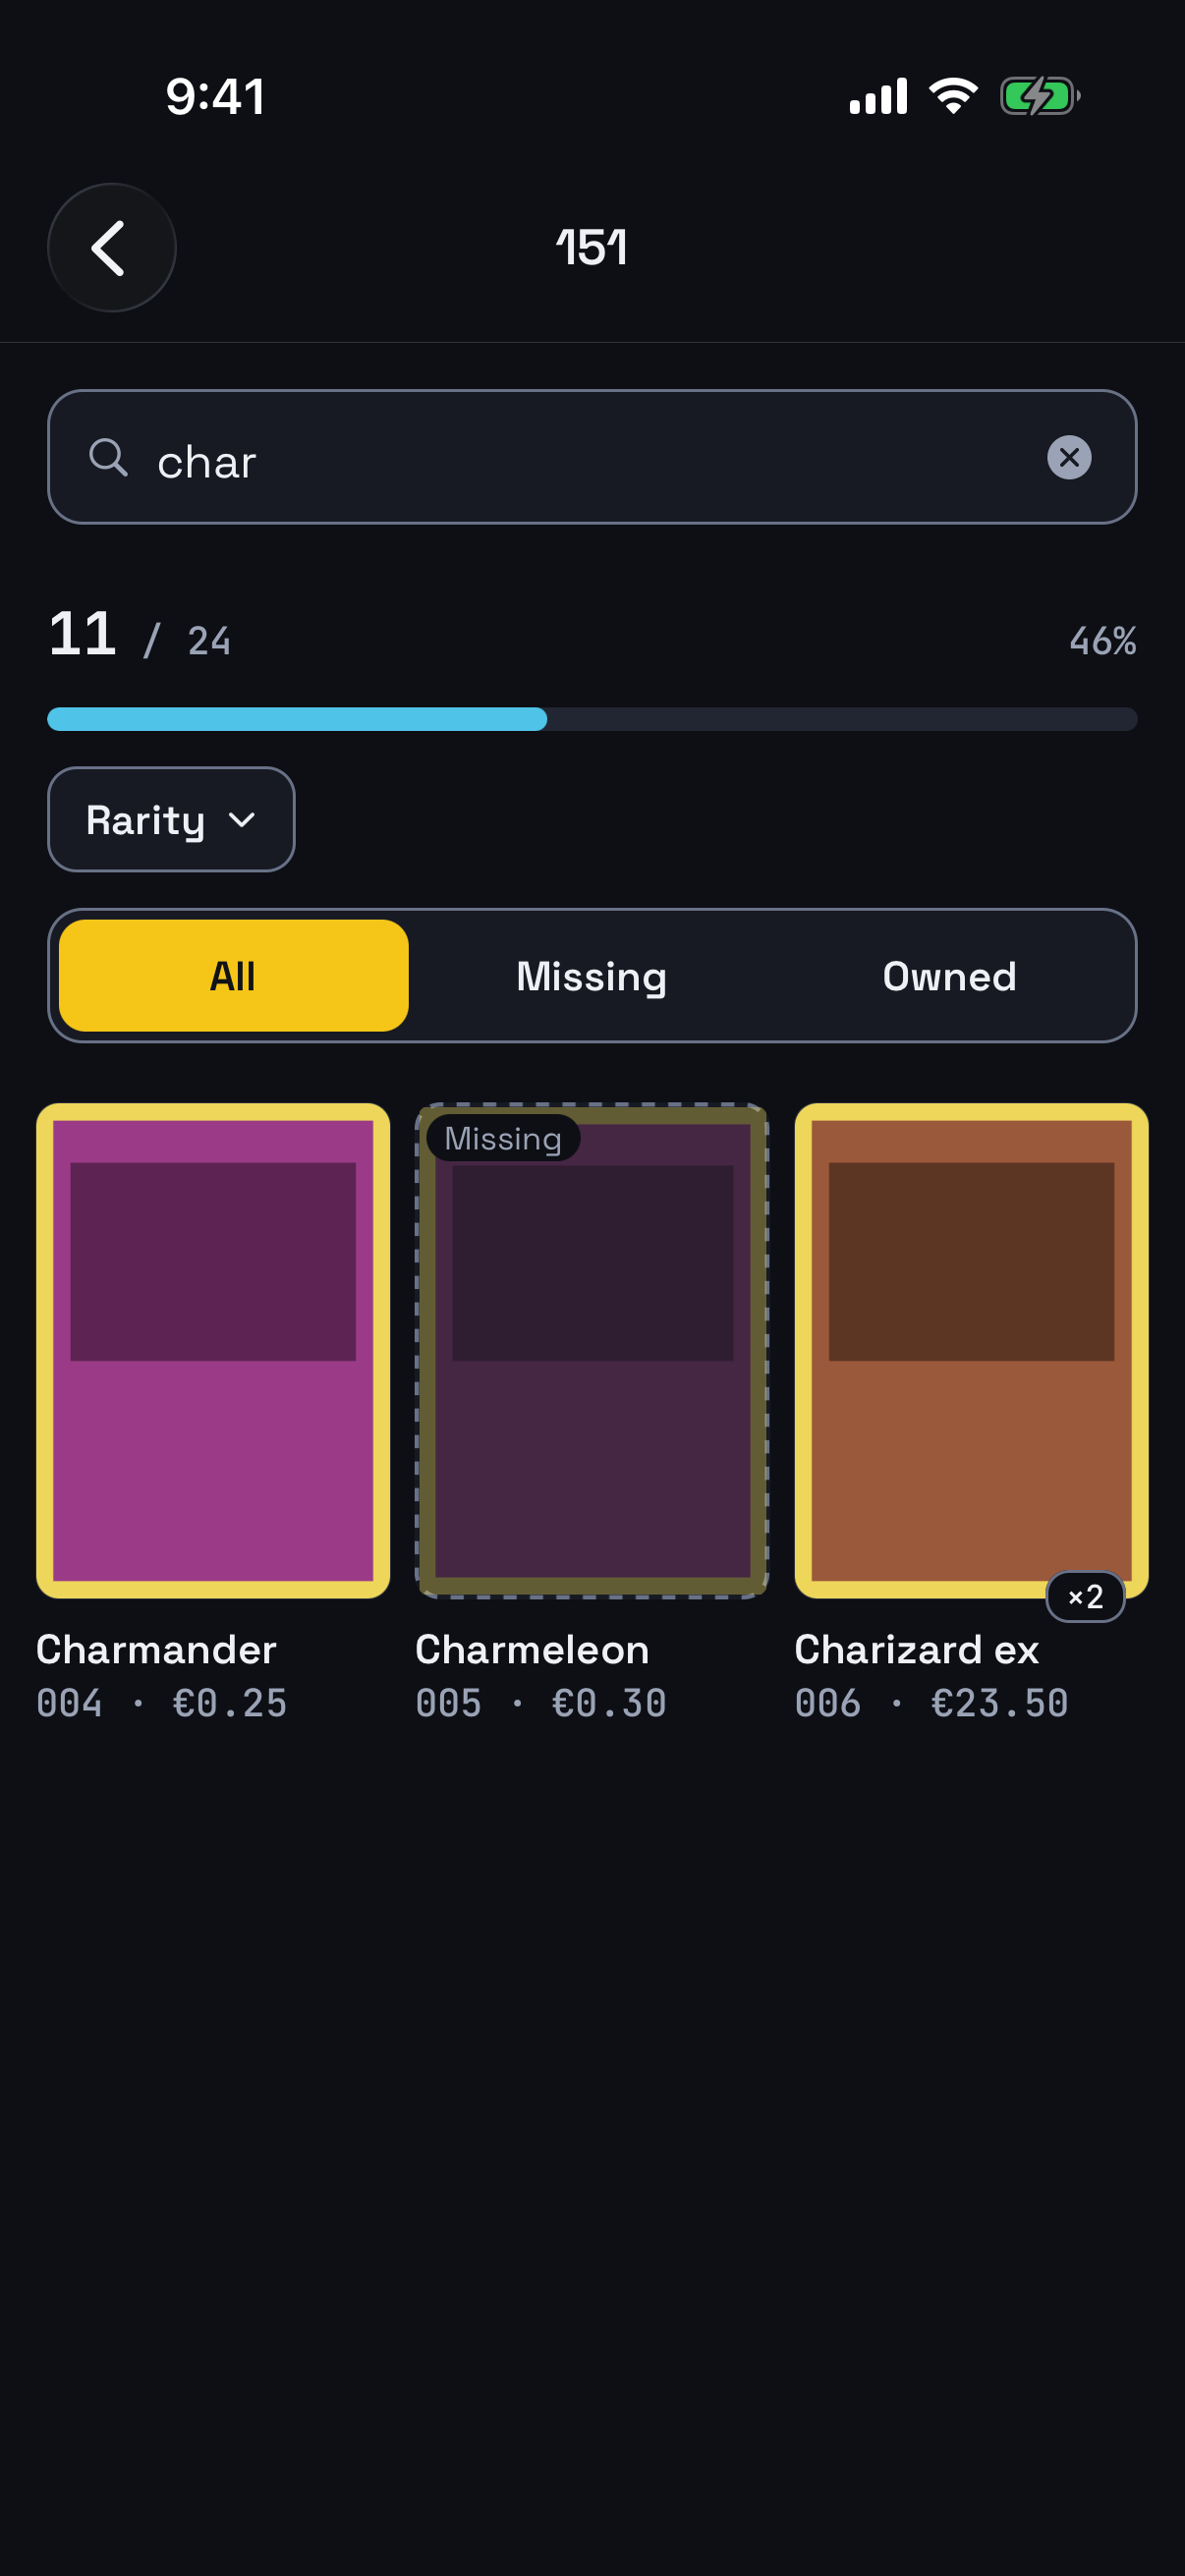 9:41
151
char
11 / 24
46%
Rarity
All
Missing
Owned
Missing
×2
Charmander
004 · €0.25
Charmeleon
005 · €0.30
Charizard ex
006 · €23.50